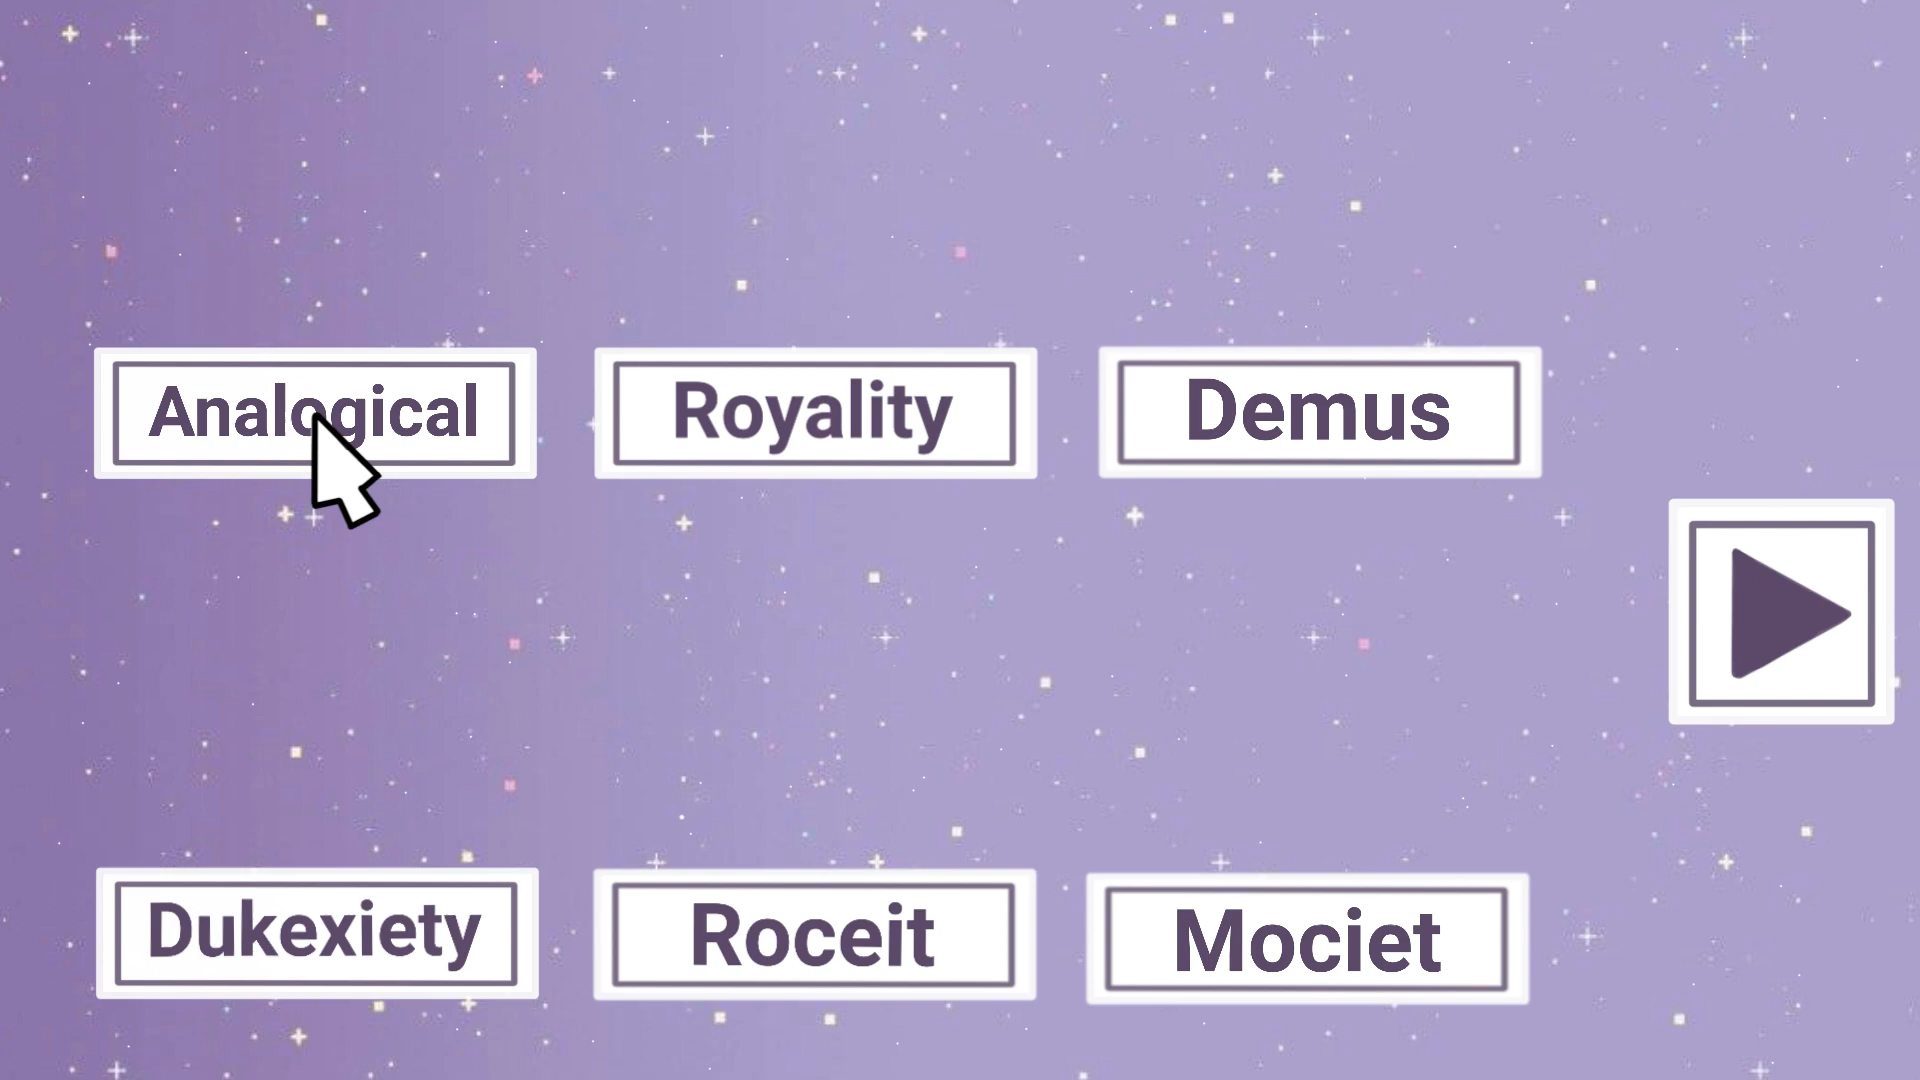 Analogical
Royality
Demus
Dukexiety
Roceit
Mociet